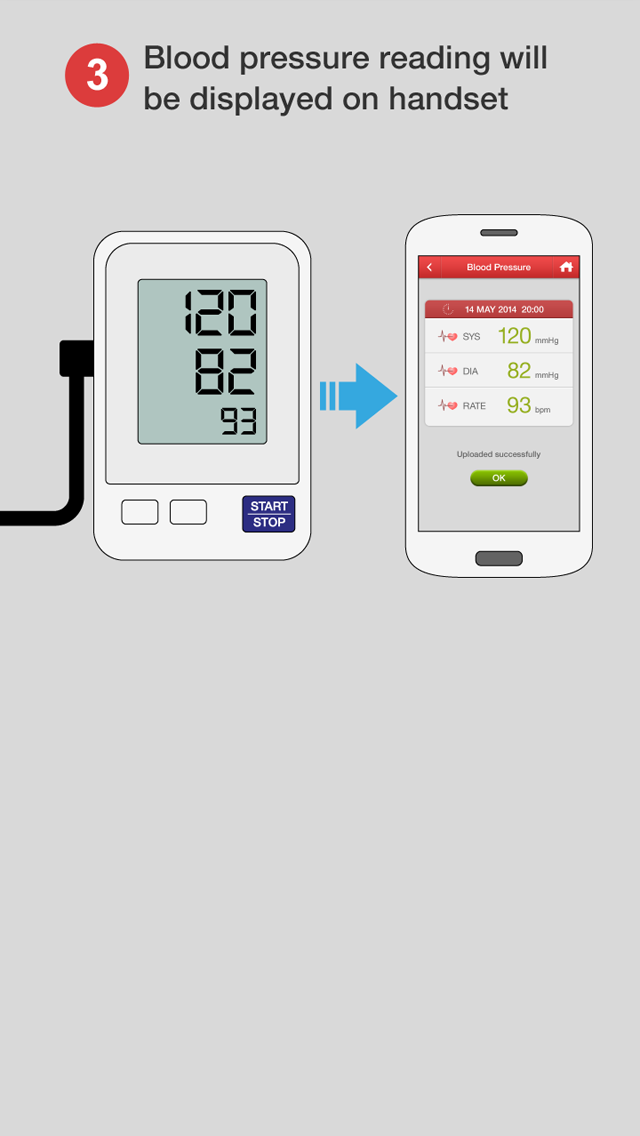 3
Blood pressure reading will
be displayed on handset
120
82
93
START
STOP
Blood Pressure
14 MAY 2014 20:00
SYS 120 mmHg
DIA 82 mmHg
RATE 93 bpm
Uploaded successfully
OK